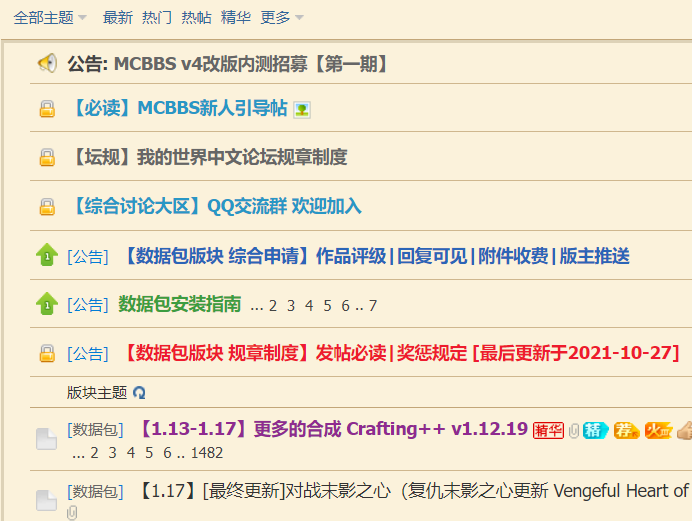 全部主题 最新 热门 热帖 精华 更多
公告: MCBBS v4改版内测招募【第一期】
【必读】MCBBS新人引导帖
【坛规】我的世界中文论坛规章制度
【综合讨论大区】QQ交流群 欢迎加入
1 [公告] 【数据包版块 综合申请】作品评级|回复可见|附件收费|版主推送
1 [公告] 数据包安装指南 ... 2 3 4 5 6 .. 7
[公告] 【数据包版块 规章制度】发帖必读|奖惩规定 [最后更新于2021-10-27]
版块主题
[数据包] 【1.13-1.17】更多的合成 Crafting++ v1.12.19 精华 精 荐 火
... 2 3 4 5 6 .. 1482
[数据包] 【1.17】[最终更新]对战末影之心（复仇末影之心更新 Vengeful Heart of